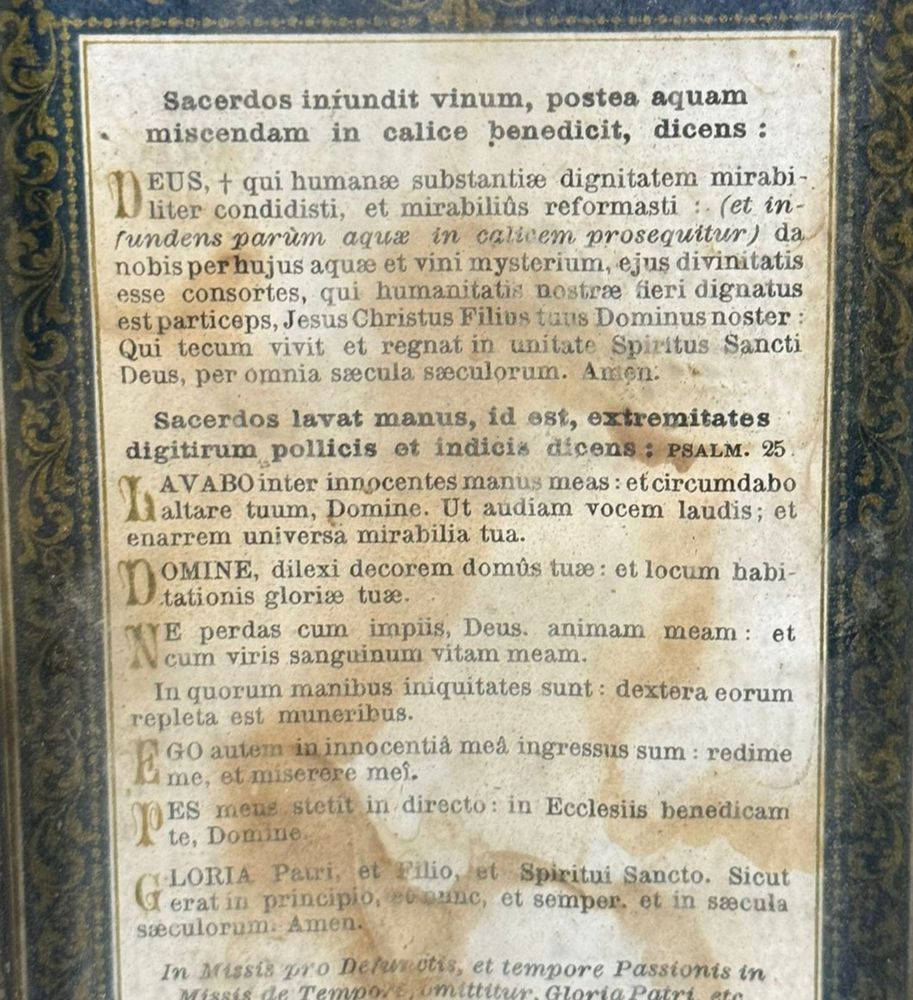 Sacerdos infundit vinum, postea aquam
miscendam in calice benedicit, dicens :
DEUS, † qui humanæ substantiæ dignitatem mirabi-
liter condidisti, et mirabiliûs reformasti : (et in-
fundens parùm aquæ in calicem prosequitur) da
nobis per hujus aquæ et vini mysterium, ejus divinitatis
esse consortes, qui humanitatis nostræ fieri dignatus
est particeps, Jesus Christus Filius tuus Dominus noster :
Qui tecum vivit et regnat in unitate Spiritus Sancti
Deus, per omnia sæcula sæculorum. Amen.
Sacerdos lavat manus, id est, extremitates
digitirum pollicis et indicis dicens : PSALM. 25.
LAVABO inter innocentes manus meas : et circumdabo
altare tuum, Domine. Ut audiam vocem laudis; et
enarrem universa mirabilia tua.
DOMINE, dilexi decorem domûs tuæ : et locum habi-
tationis gloriæ tuæ.
NE perdas cum impiis, Deus. animam meam : et
cum viris sanguinum vitam meam.
In quorum manibus iniquitates sunt : dextera eorum
repleta est muneribus.
EGO autem in innocentiâ meâ ingressus sum : redime
me, et miserere meî.
PES meus stetit in directo : in Ecclesiis benedicam
te, Domine.
GLORIA Patri, et Filio, et Spiritui Sancto. Sicut
erat in principio, et nunc, et semper. et in sæcula
sæculorum. Amen.
In Missis pro Defunctis, et tempore Passionis in
Missis de Tempore, omittitur, Gloria Patri, etc.